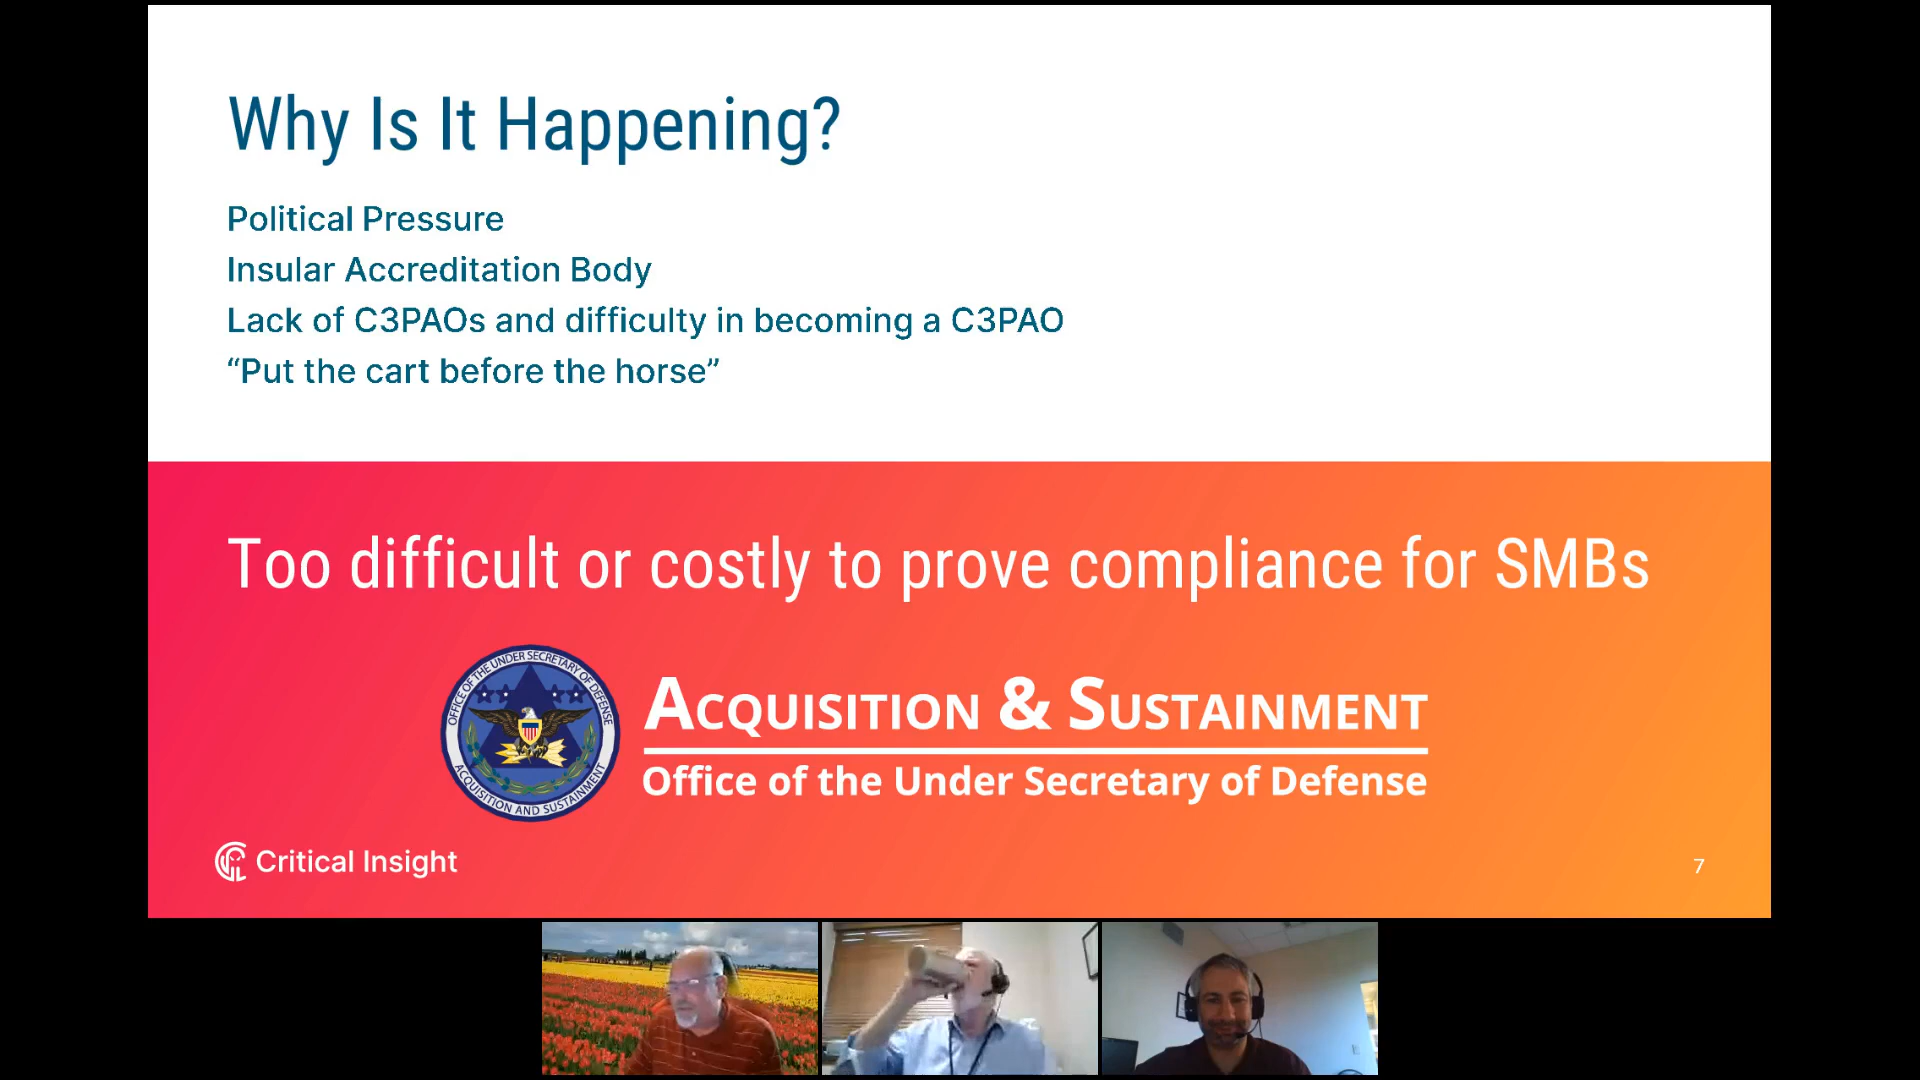 Why Is It Happening?
Political Pressure
Insular Accreditation Body
Lack of C3PAOs and difficulty in becoming a C3PAO
“Put the cart before the horse”
Too difficult or costly to prove compliance for SMBs
OFFICE OF THE UNDER SECRETARY OF DEFENSE
ACQUISITION AND SUSTAINMENT
ACQUISITION & SUSTAINMENT
Office of the Under Secretary of Defense
Critical Insight
7